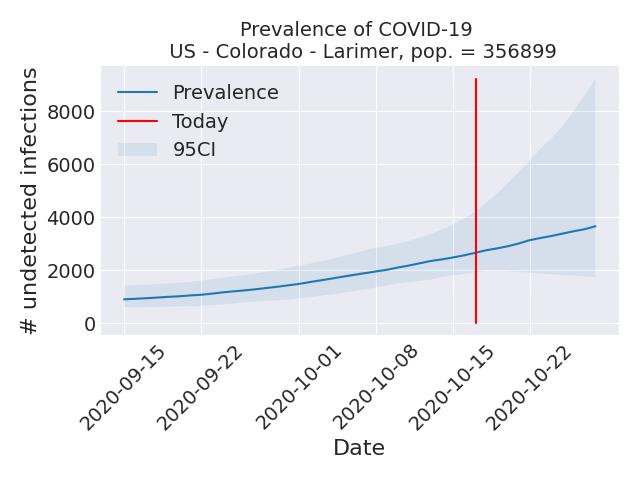 Prevalence of COVID-19
US - Colorado - Larimer, pop. = 356899
# undetected infections
8000
6000
4000
2000
0
Prevalence
Today
95CI
2020-09-15
2020-09-22
2020-10-01
2020-10-08
2020-10-15
2020-10-22
Date